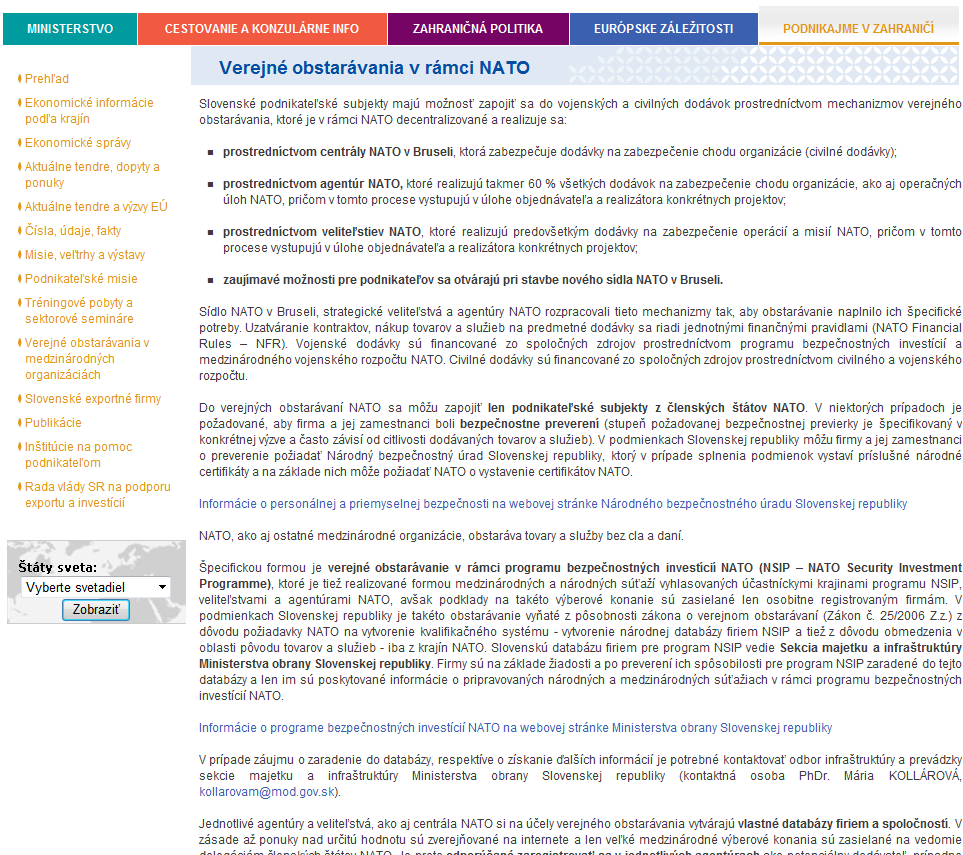 MINISTERSTVO
CESTOVANIE A KONZULÁRNE INFO
ZAHRANIČNÁ POLITIKA
EURÓPSKE ZÁLEŽITOSTI
PODNIKAJME V ZAHRANIČÍ
Prehľad
Ekonomické informácie
podľa krajín
Ekonomické správy
Aktuálne tendre, dopyty a
ponuky
Aktuálne tendre a výzvy EÚ
Čísla, údaje, fakty
Misie, veľtrhy a výstavy
Podnikateľské misie
Tréningové pobyty a
sektorové semináre
Verejné obstarávania v
medzinárodných
organizáciách
Slovenské exportné firmy
Publikácie
Inštitúcie na pomoc
podnikateľom
Rada vlády SR na podporu
exportu a investícií
Štáty sveta:
Vyberte svetadiel
Zobraziť
Verejné obstarávania v rámci NATO
Slovenské podnikateľské subjekty majú možnosť zapojiť sa do vojenských a civilných dodávok prostredníctvom mechanizmov verejného
obstarávania, ktoré je v rámci NATO decentralizované a realizuje sa:
prostredníctvom centrály NATO v Bruseli, ktorá zabezpečuje dodávky na zabezpečenie chodu organizácie (civilné dodávky);
prostredníctvom agentúr NATO, ktoré realizujú takmer 60 % všetkých dodávok na zabezpečenie chodu organizácie, ako aj operačných
úloh NATO, pričom v tomto procese vystupujú v úlohe objednávateľa a realizátora konkrétnych projektov;
prostredníctvom veliteľstiev NATO, ktoré realizujú predovšetkým dodávky na zabezpečenie operácií a misií NATO, pričom v tomto
procese vystupujú v úlohe objednávateľa a realizátora konkrétnych projektov;
zaujímavé možnosti pre podnikateľov sa otvárajú pri stavbe nového sídla NATO v Bruseli.
Sídlo NATO v Bruseli, strategické veliteľstvá a agentúry NATO rozpracovali tieto mechanizmy tak, aby obstarávanie naplnilo ich špecifické
potreby. Uzatváranie kontraktov, nákup tovarov a služieb na predmetné dodávky sa riadi jednotnými finančnými pravidlami (NATO Financial
Rules – NFR). Vojenské dodávky sú financované zo spoločných zdrojov prostredníctvom programu bezpečnostných investícií a
medzinárodného vojenského rozpočtu NATO. Civilné dodávky sú financované zo spoločných zdrojov prostredníctvom civilného a vojenského
rozpočtu.
Do verejných obstarávaní NATO sa môžu zapojiť len podnikateľské subjekty z členských štátov NATO. V niektorých prípadoch je
požadované, aby firma a jej zamestnanci boli bezpečnostne preverení (stupeň požadovanej bezpečnostnej previerky je špecifikovaný v
konkrétnej výzve a často závisí od citlivosti dodávaných tovarov a služieb). V podmienkach Slovenskej republiky môžu firmy a jej zamestnanci
o preverenie požiadať Národný bezpečnostný úrad Slovenskej republiky, ktorý v prípade splnenia podmienok vystaví príslušné národné
certifikáty a na základe nich môže požiadať NATO o vystavenie certifikátov NATO.
Informácie o personálnej a priemyselnej bezpečnosti na webovej stránke Národného bezpečnostného úradu Slovenskej republiky
NATO, ako aj ostatné medzinárodné organizácie, obstaráva tovary a služby bez cla a daní.
Špecifickou formou je verejné obstarávanie v rámci programu bezpečnostných investícií NATO (NSIP – NATO Security Investment
Programme), ktoré je tiež realizované formou medzinárodných a národných súťaží vyhlasovaných účastníckymi krajinami programu NSIP,
veliteľstvami a agentúrami NATO, avšak podklady na takéto výberové konanie sú zasielané len osobitne registrovaným firmám. V
podmienkach Slovenskej republiky je takéto obstarávanie vyňaté z pôsobnosti zákona o verejnom obstarávaní (Zákon č. 25/2006 Z.z.) z
dôvodu požiadavky NATO na vytvorenie kvalifikačného systému - vytvorenie národnej databázy firiem NSIP a tiež z dôvodu obmedzenia v
oblasti pôvodu tovarov a služieb - iba z krajín NATO. Slovenskú databázu firiem pre program NSIP vedie Sekcia majetku a infraštruktúry
Ministerstva obrany Slovenskej republiky. Firmy sú na základe žiadosti a po preverení ich spôsobilosti pre program NSIP zaradené do tejto
databázy a len im sú poskytované informácie o pripravovaných národných a medzinárodných súťažiach v rámci programu bezpečnostných
investícií NATO.
Informácie o programe bezpečnostných investícií NATO na webovej stránke Ministerstva obrany Slovenskej republiky
V prípade záujmu o zaradenie do databázy, respektíve o získanie ďalších informácií je potrebné kontaktovať odbor infraštruktúry a prevádzky
sekcie majetku a infraštruktúry Ministerstva obrany Slovenskej republiky (kontaktná osoba PhDr. Mária KOLLÁROVÁ,
kollarovam@mod.gov.sk).
Jednotlivé agentúry a veliteľstvá, ako aj centrála NATO si na účely verejného obstarávania vytvárajú vlastné databázy firiem a spoločností. V
zásade až ponuky nad určitú hodnotu sú zverejňované na internete a len veľké medzinárodné výberové konania sú zasielané na vedomie